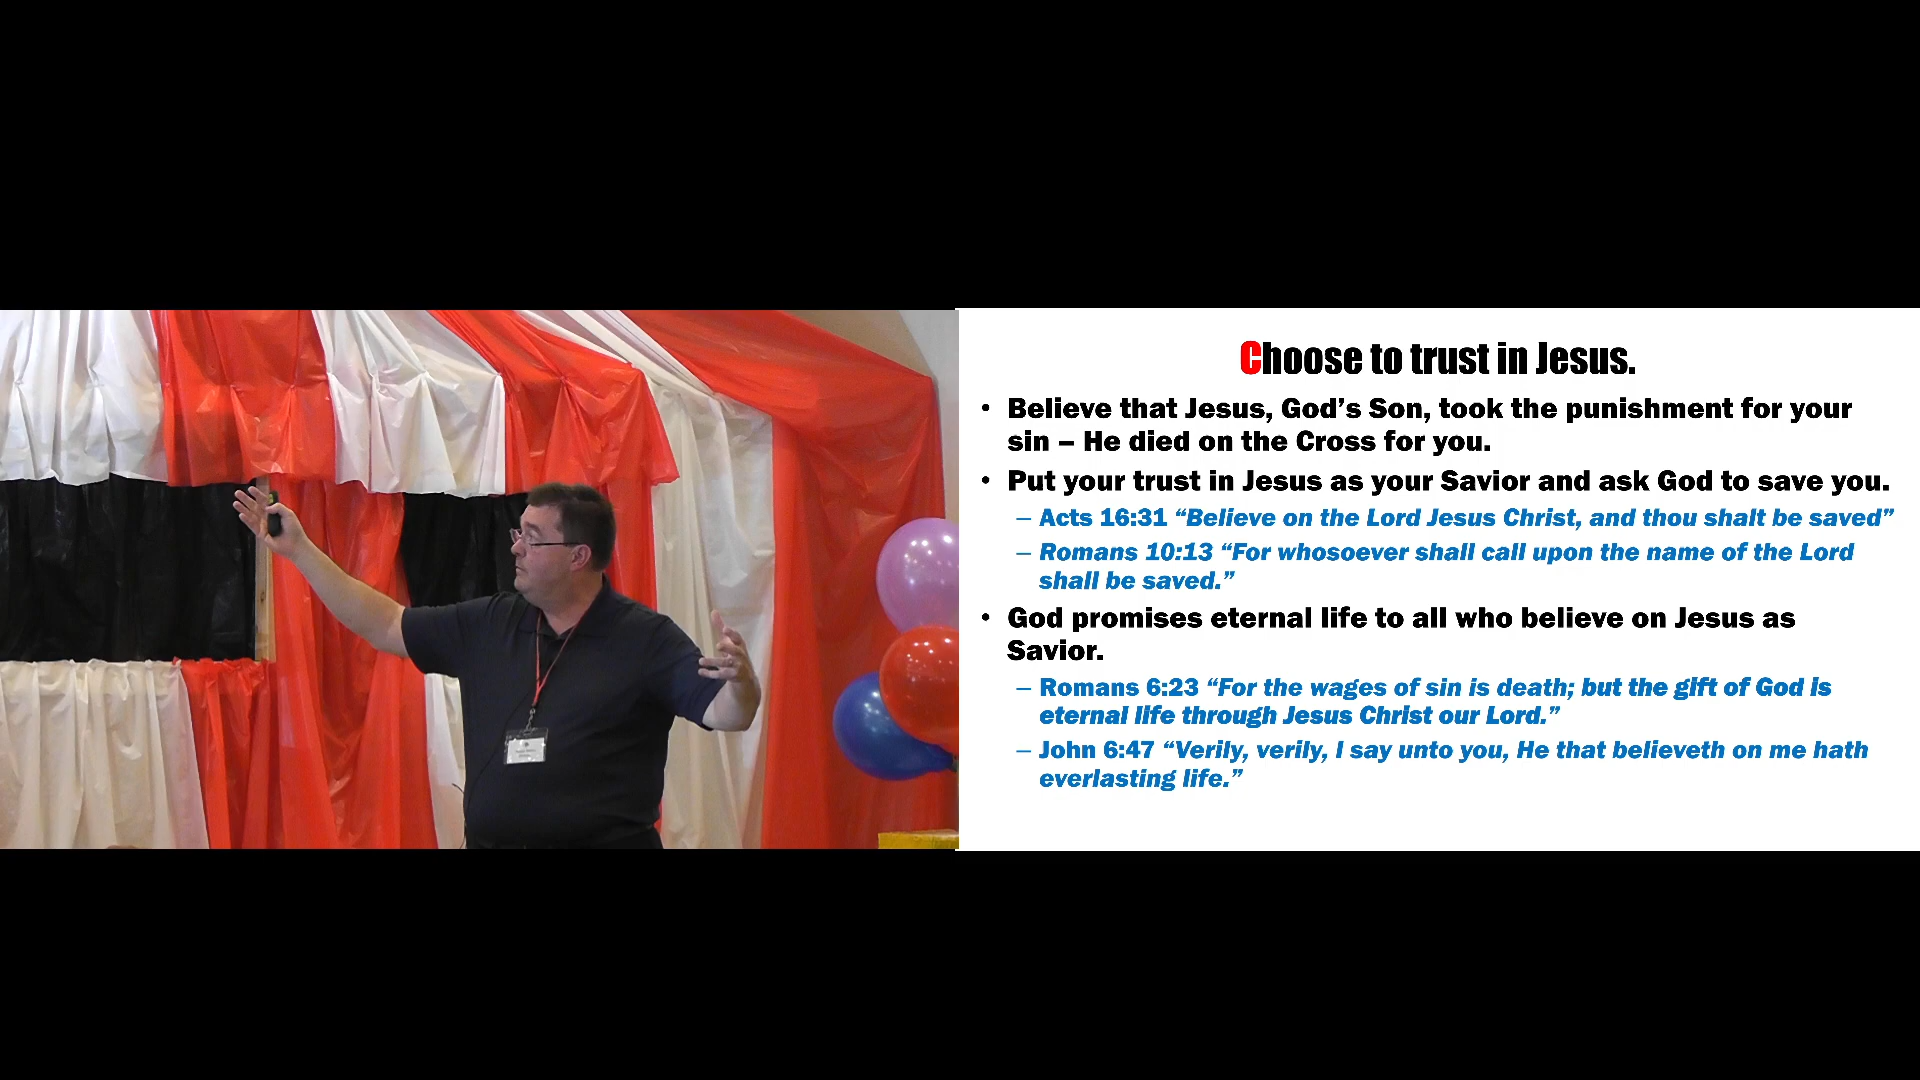 Choose to trust in Jesus.
• Believe that Jesus, God’s Son, took the punishment for your
sin – He died on the Cross for you.
• Put your trust in Jesus as your Savior and ask God to save you.
– Acts 16:31 “Believe on the Lord Jesus Christ, and thou shalt be saved”
– Romans 10:13 “For whosoever shall call upon the name of the Lord
shall be saved.”
• God promises eternal life to all who believe on Jesus as
Savior.
– Romans 6:23 “For the wages of sin is death; but the gift of God is
eternal life through Jesus Christ our Lord.”
– John 6:47 “Verily, verily, I say unto you, He that believeth on me hath
everlasting life.”